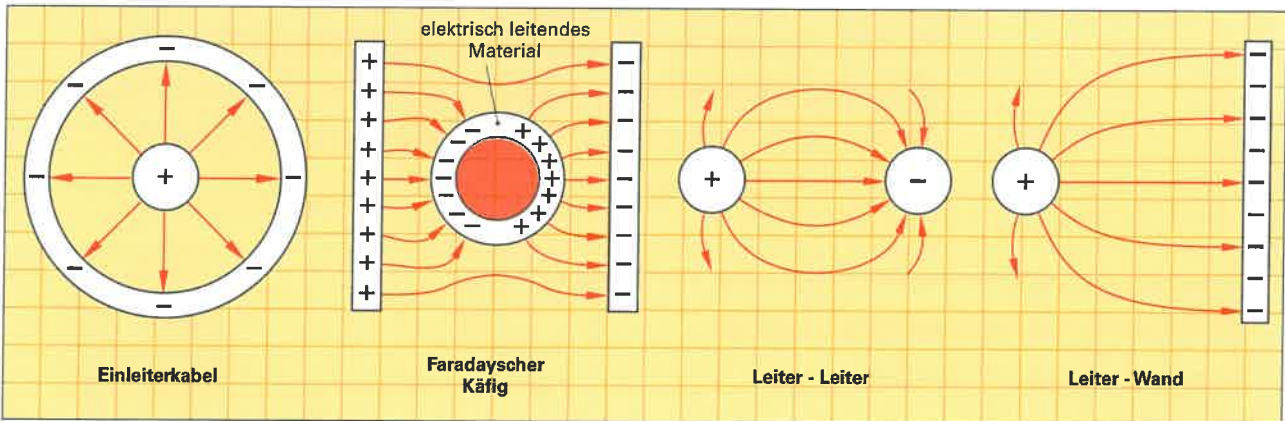 elektrisch leitendes
Material
Einleiterkabel
Faradayscher
Käfig
Leiter - Leiter
Leiter - Wand